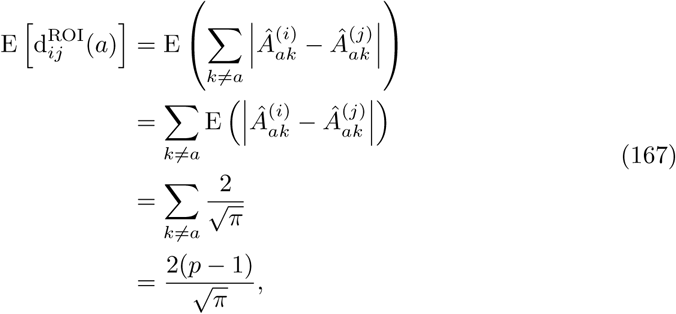 E [d_{ij}^{ROI}(a)] = E ( ∑_{k≠a} |Â_{ak}^{(i)} − Â_{ak}^{(j)}| )
= ∑_{k≠a} E ( |Â_{ak}^{(i)} − Â_{ak}^{(j)}| )
(167)
= ∑_{k≠a} 2/√π
= 2(p − 1)/√π,